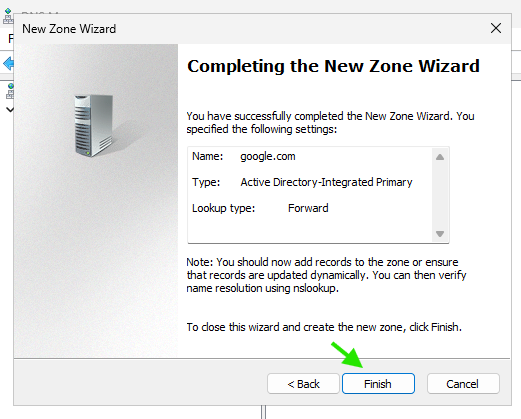 New Zone Wizard
Completing the New Zone Wizard
You have successfully completed the New Zone Wizard. You
specified the following settings:
Name: google.com
Type: Active Directory-Integrated Primary
Lookup type: Forward
Note: You should now add records to the zone or ensure
that records are updated dynamically. You can then verify
name resolution using nslookup.
To close this wizard and create the new zone, click Finish.
< Back Finish Cancel